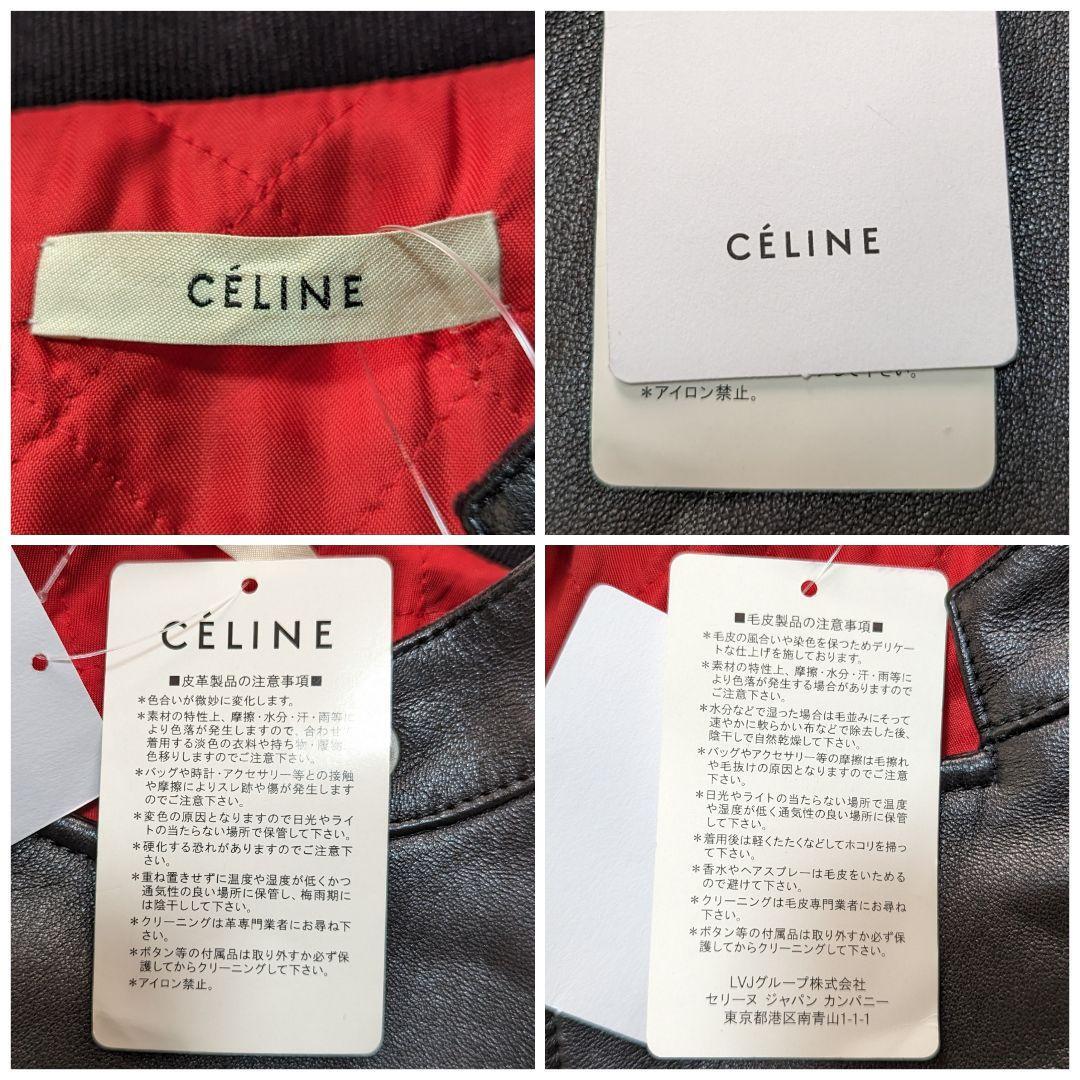 CÉLINE
CÉLINE
*アイロン禁止。
CÉLINE
■皮革製品の注意事項■
*色合いが微妙に変化します。
*素材の特性上、摩擦・水分・汗・雨等に
より色落が発生しますので、合わせて
着用する淡色の衣料や持ち物・履物、
色移りしますのでご注意下さい。
*バッグや時計・アクセサリー等との接触
や摩擦によりスレ跡や傷が発生します
のでご注意下さい。
*変色の原因となりますので日光やライ
トの当たらない場所で保管して下さい。
*硬化する恐れがありますのでご注意下
さい。
*重ね置きせずに温度や湿度が低くかつ
通気性の良い場所に保管し、梅雨期に
は陰干しして下さい。
*クリーニングは革専門業者にお尋ね下
さい。
*ボタン等の付属品は取り外すか必ず保
護してからクリーニングして下さい。
*アイロン禁止。
■毛皮製品の注意事項■
*毛皮の風合いや染色を保つためデリケー
トな仕上げを施しております。
*素材の特性上、摩擦・水分・汗・雨等に
より色落が発生する場合がありますので
ご注意下さい。
*水分などで湿った場合は毛並みにそって
速やかに軟らかい布などで除去した後、
陰干しで自然乾燥して下さい。
*バッグやアクセサリー等の摩擦は毛擦れ
や毛抜けの原因となりますのでご注意
下さい。
*日光やライトの当たらない場所で温度
や湿度が低く通気性の良い場所に保管
して下さい。
*着用後は軽くたたくなどしてホコリを掃っ
て下さい。
*香水やヘアスプレーは毛皮をいためる
ので避けて下さい。
*クリーニングは毛皮専門業者にお尋ね
下さい。
*ボタン等の付属品は取り外すか必ず保
護してからクリーニングして下さい。
LVJグループ株式会社
セリーヌ ジャパン カンパニー
東京都港区南青山1-1-1